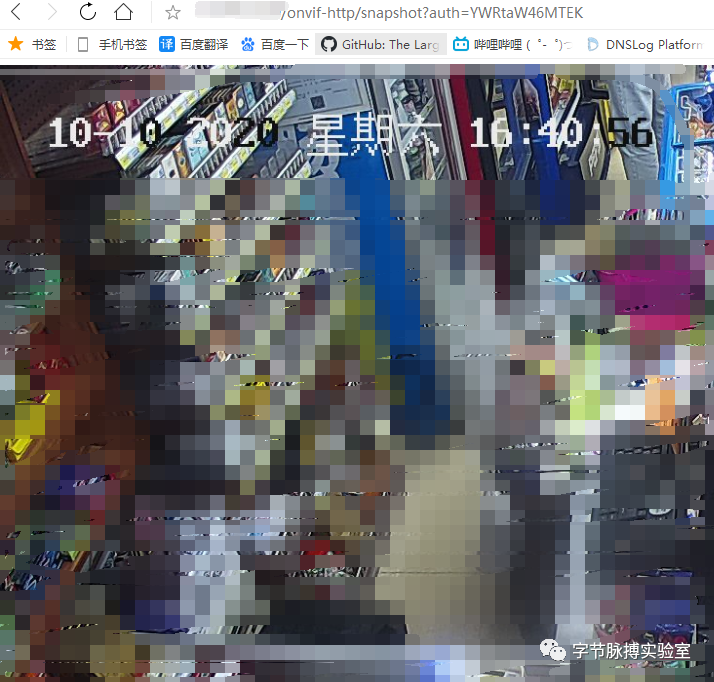 /onvif-http/snapshot?auth=YWRtaW46MTEK
书签 手机书签 译 百度翻译 百度一下 GitHub: The Larg 哔哩哔哩 ( ゜- ゜)つ DNSLog Platform
10-10-2020 星期六 16:40:56
字节脉搏实验室